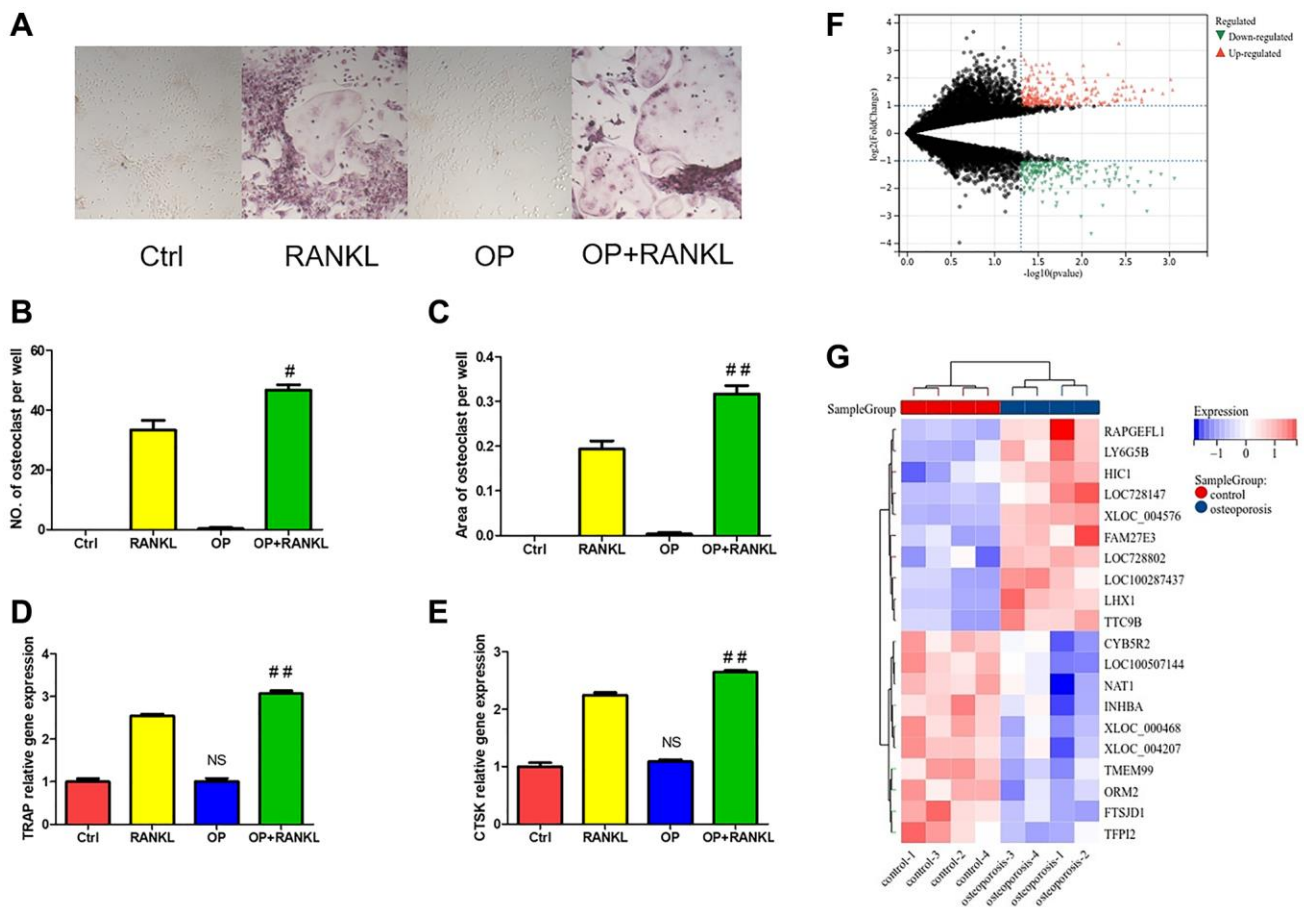 A
Ctrl RANKL OP OP+RANKL
B
NO. of osteoclast per well
60
40
20
0
#
Ctrl RANKL OP OP+RANKL
C
Area of osteoclast per well
0.4
0.3
0.2
0.1
0.0
# #
Ctrl RANKL OP OP+RANKL
D
TRAP relative gene expression
4
3
2
1
0
NS
# #
Ctrl RANKL OP OP+RANKL
E
CTSK relative gene expression
3
2
1
0
NS
# #
Ctrl RANKL OP OP+RANKL
F
log2(FoldChange)
4
3
2
1
0
−1
−2
−3
−4
0.0 0.5 1.0 1.5 2.0 2.5 3.0
-log10(pvalue)
Regulated
Down-regulated
Up-regulated
G
SampleGroup
RAPGEFL1
LY6G5B
HIC1
LOC728147
XLOC_004576
FAM27E3
LOC728802
LOC100287437
LHX1
TTC9B
CYB5R2
LOC100507144
NAT1
INHBA
XLOC_000468
XLOC_004207
TMEM99
ORM2
FTSJD1
TFPI2
control-1 control-3 control-2 control-4 osteoporosis-3 osteoporosis-4 osteoporosis-1 osteoporosis-2
Expression
−1 0 1
SampleGroup:
control
osteoporosis